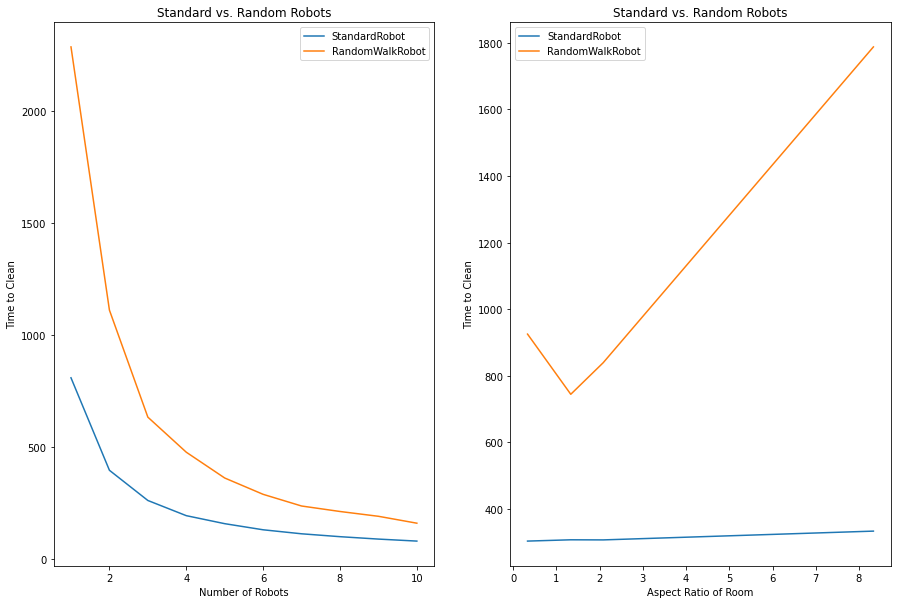 Standard vs. Random Robots
StandardRobot
RandomWalkRobot
2000
1500
1000
500
0
2
4
6
8
10
Time to Clean
Number of Robots
Standard vs. Random Robots
StandardRobot
RandomWalkRobot
1800
1600
1400
1200
1000
800
600
400
0
1
2
3
4
5
6
7
8
Time to Clean
Aspect Ratio of Room